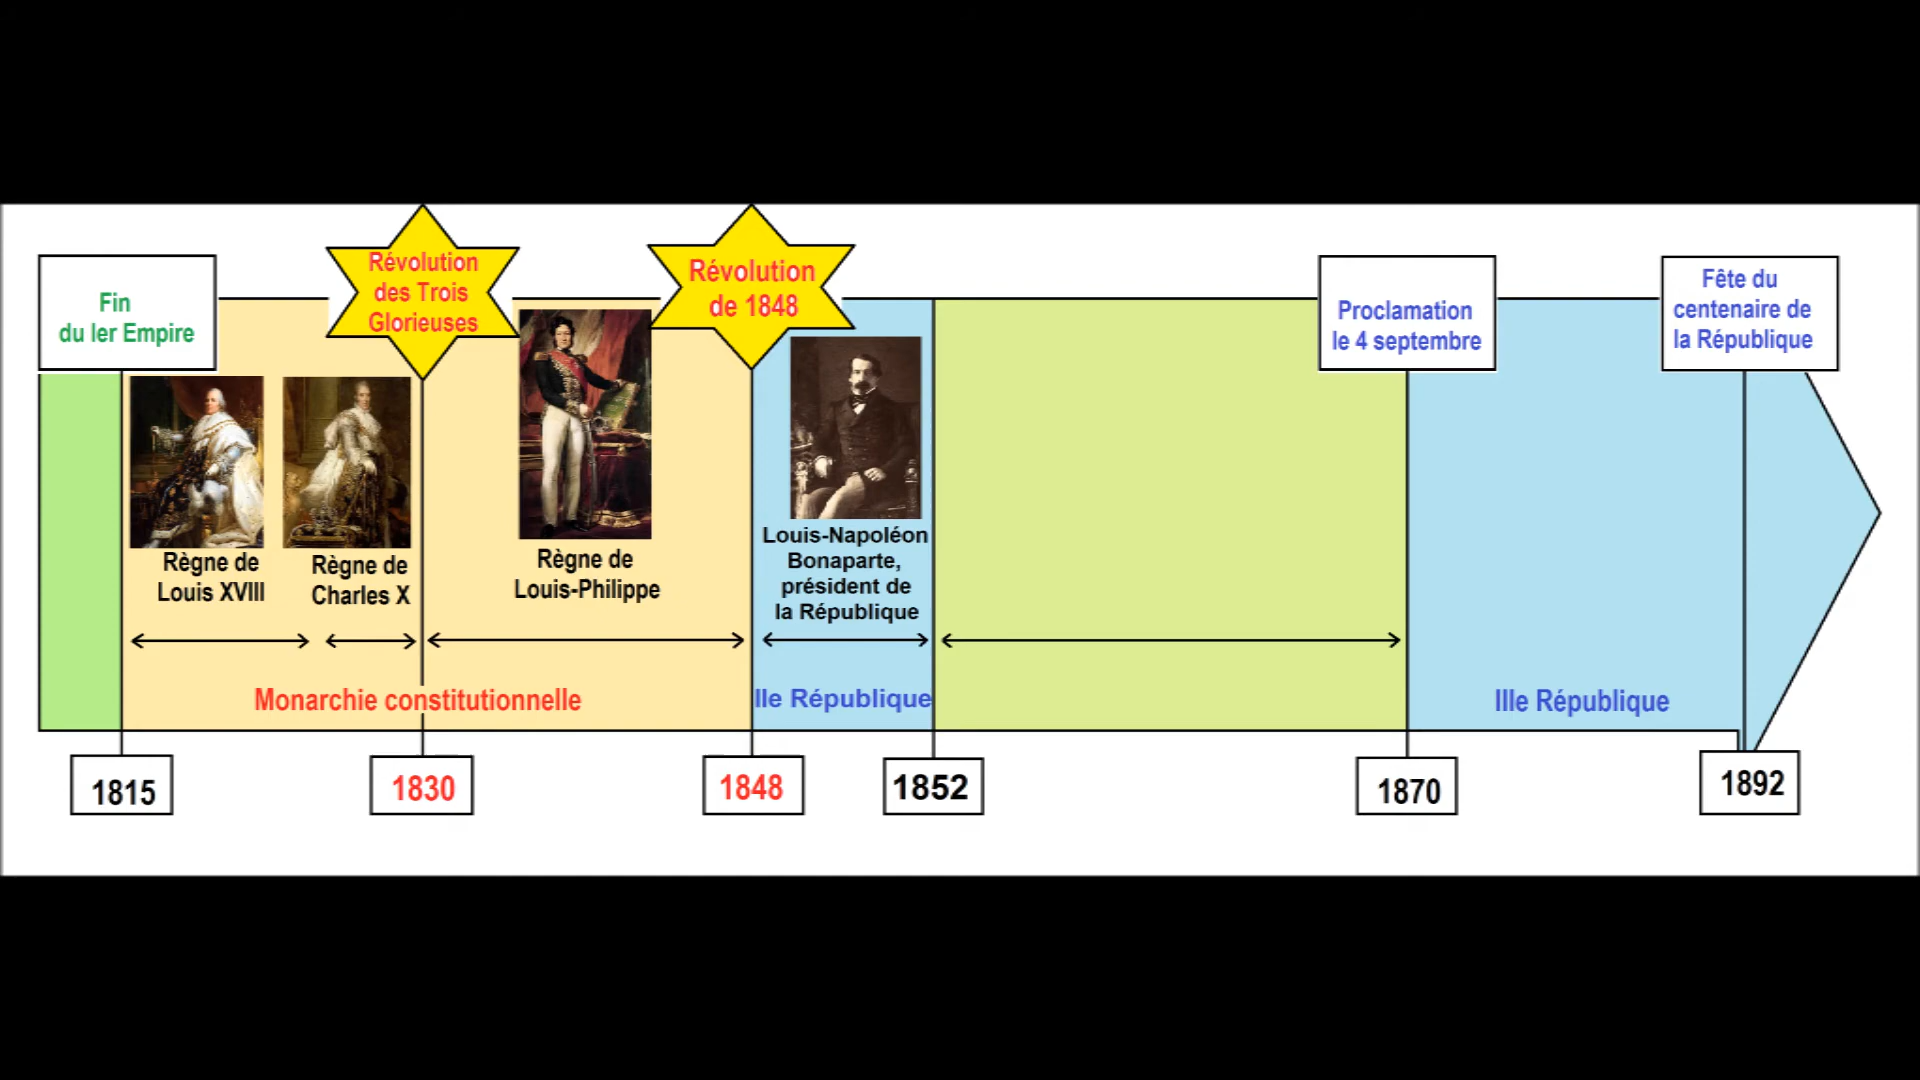 Fin
du Ier Empire
Révolution
des Trois
Glorieuses
Révolution
de 1848
Proclamation
le 4 septembre
Fête du
centenaire de
la République
Règne de
Louis XVIII
Règne de
Charles X
Règne de
Louis-Philippe
Louis-Napoléon
Bonaparte,
président de
la République
Monarchie constitutionnelle
IIe République
IIIe République
1815
1830
1848
1852
1870
1892